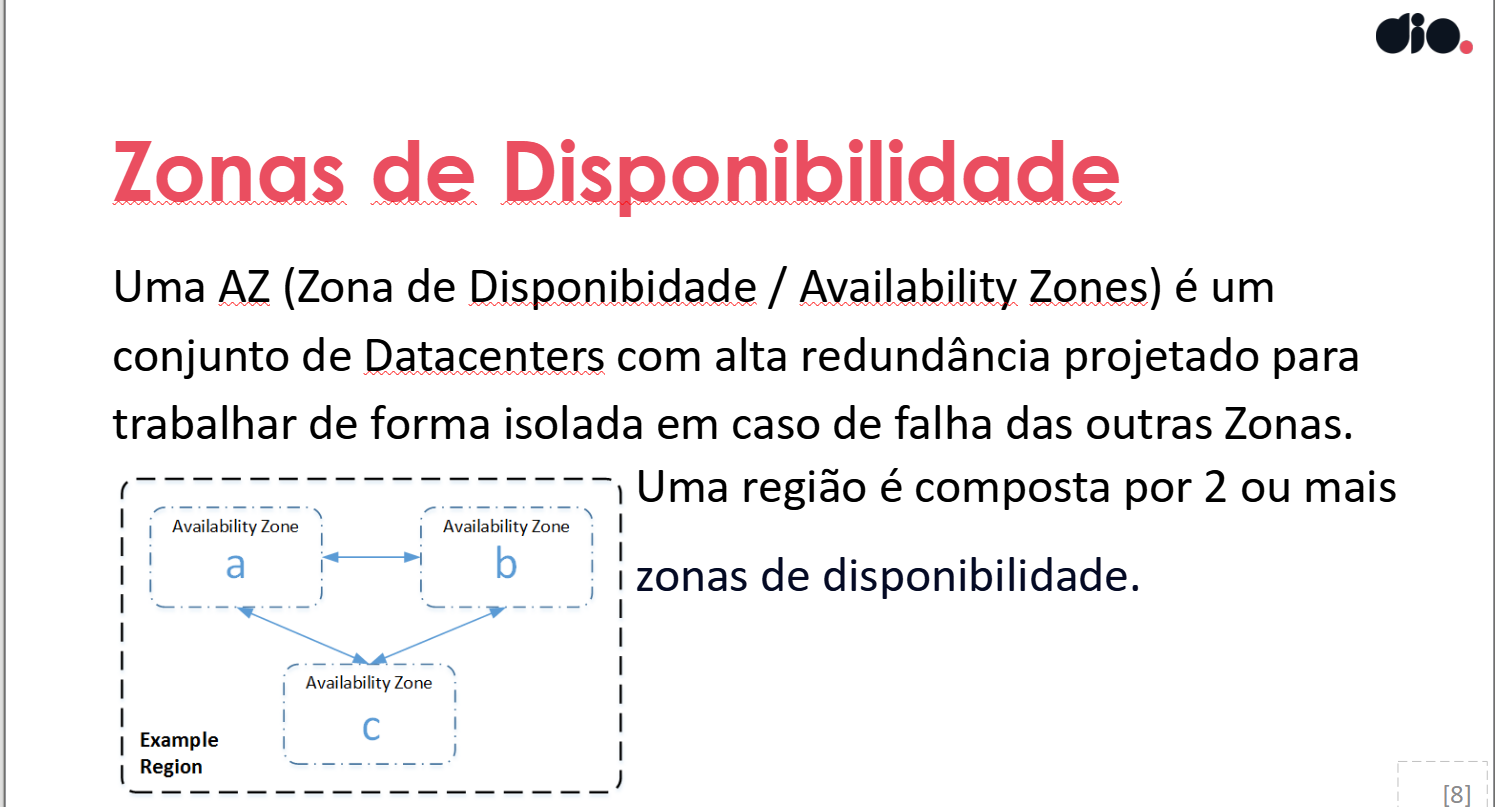 dio.
Zonas de Disponibilidade
Uma AZ (Zona de Disponibidade / Availability Zones) é um
conjunto de Datacenters com alta redundância projetado para
trabalhar de forma isolada em caso de falha das outras Zonas.
Uma região é composta por 2 ou mais
zonas de disponibilidade.
Availability Zone
a
Availability Zone
b
Availability Zone
c
Example
Region
[8]